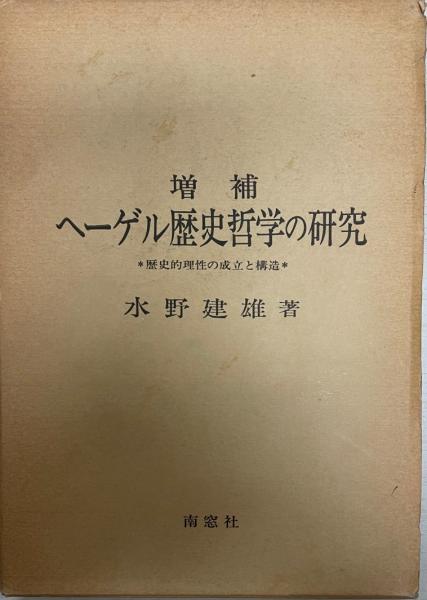 増補
ヘーゲル歴史哲学の研究
*歴史的理性の成立と構造*
水野建雄著
南窓社